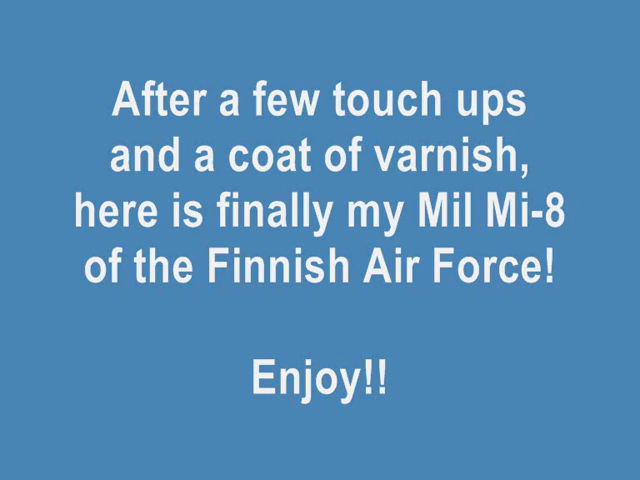 After a few touch ups
and a coat of varnish,
here is finally my Mil Mi-8
of the Finnish Air Force!
Enjoy!!